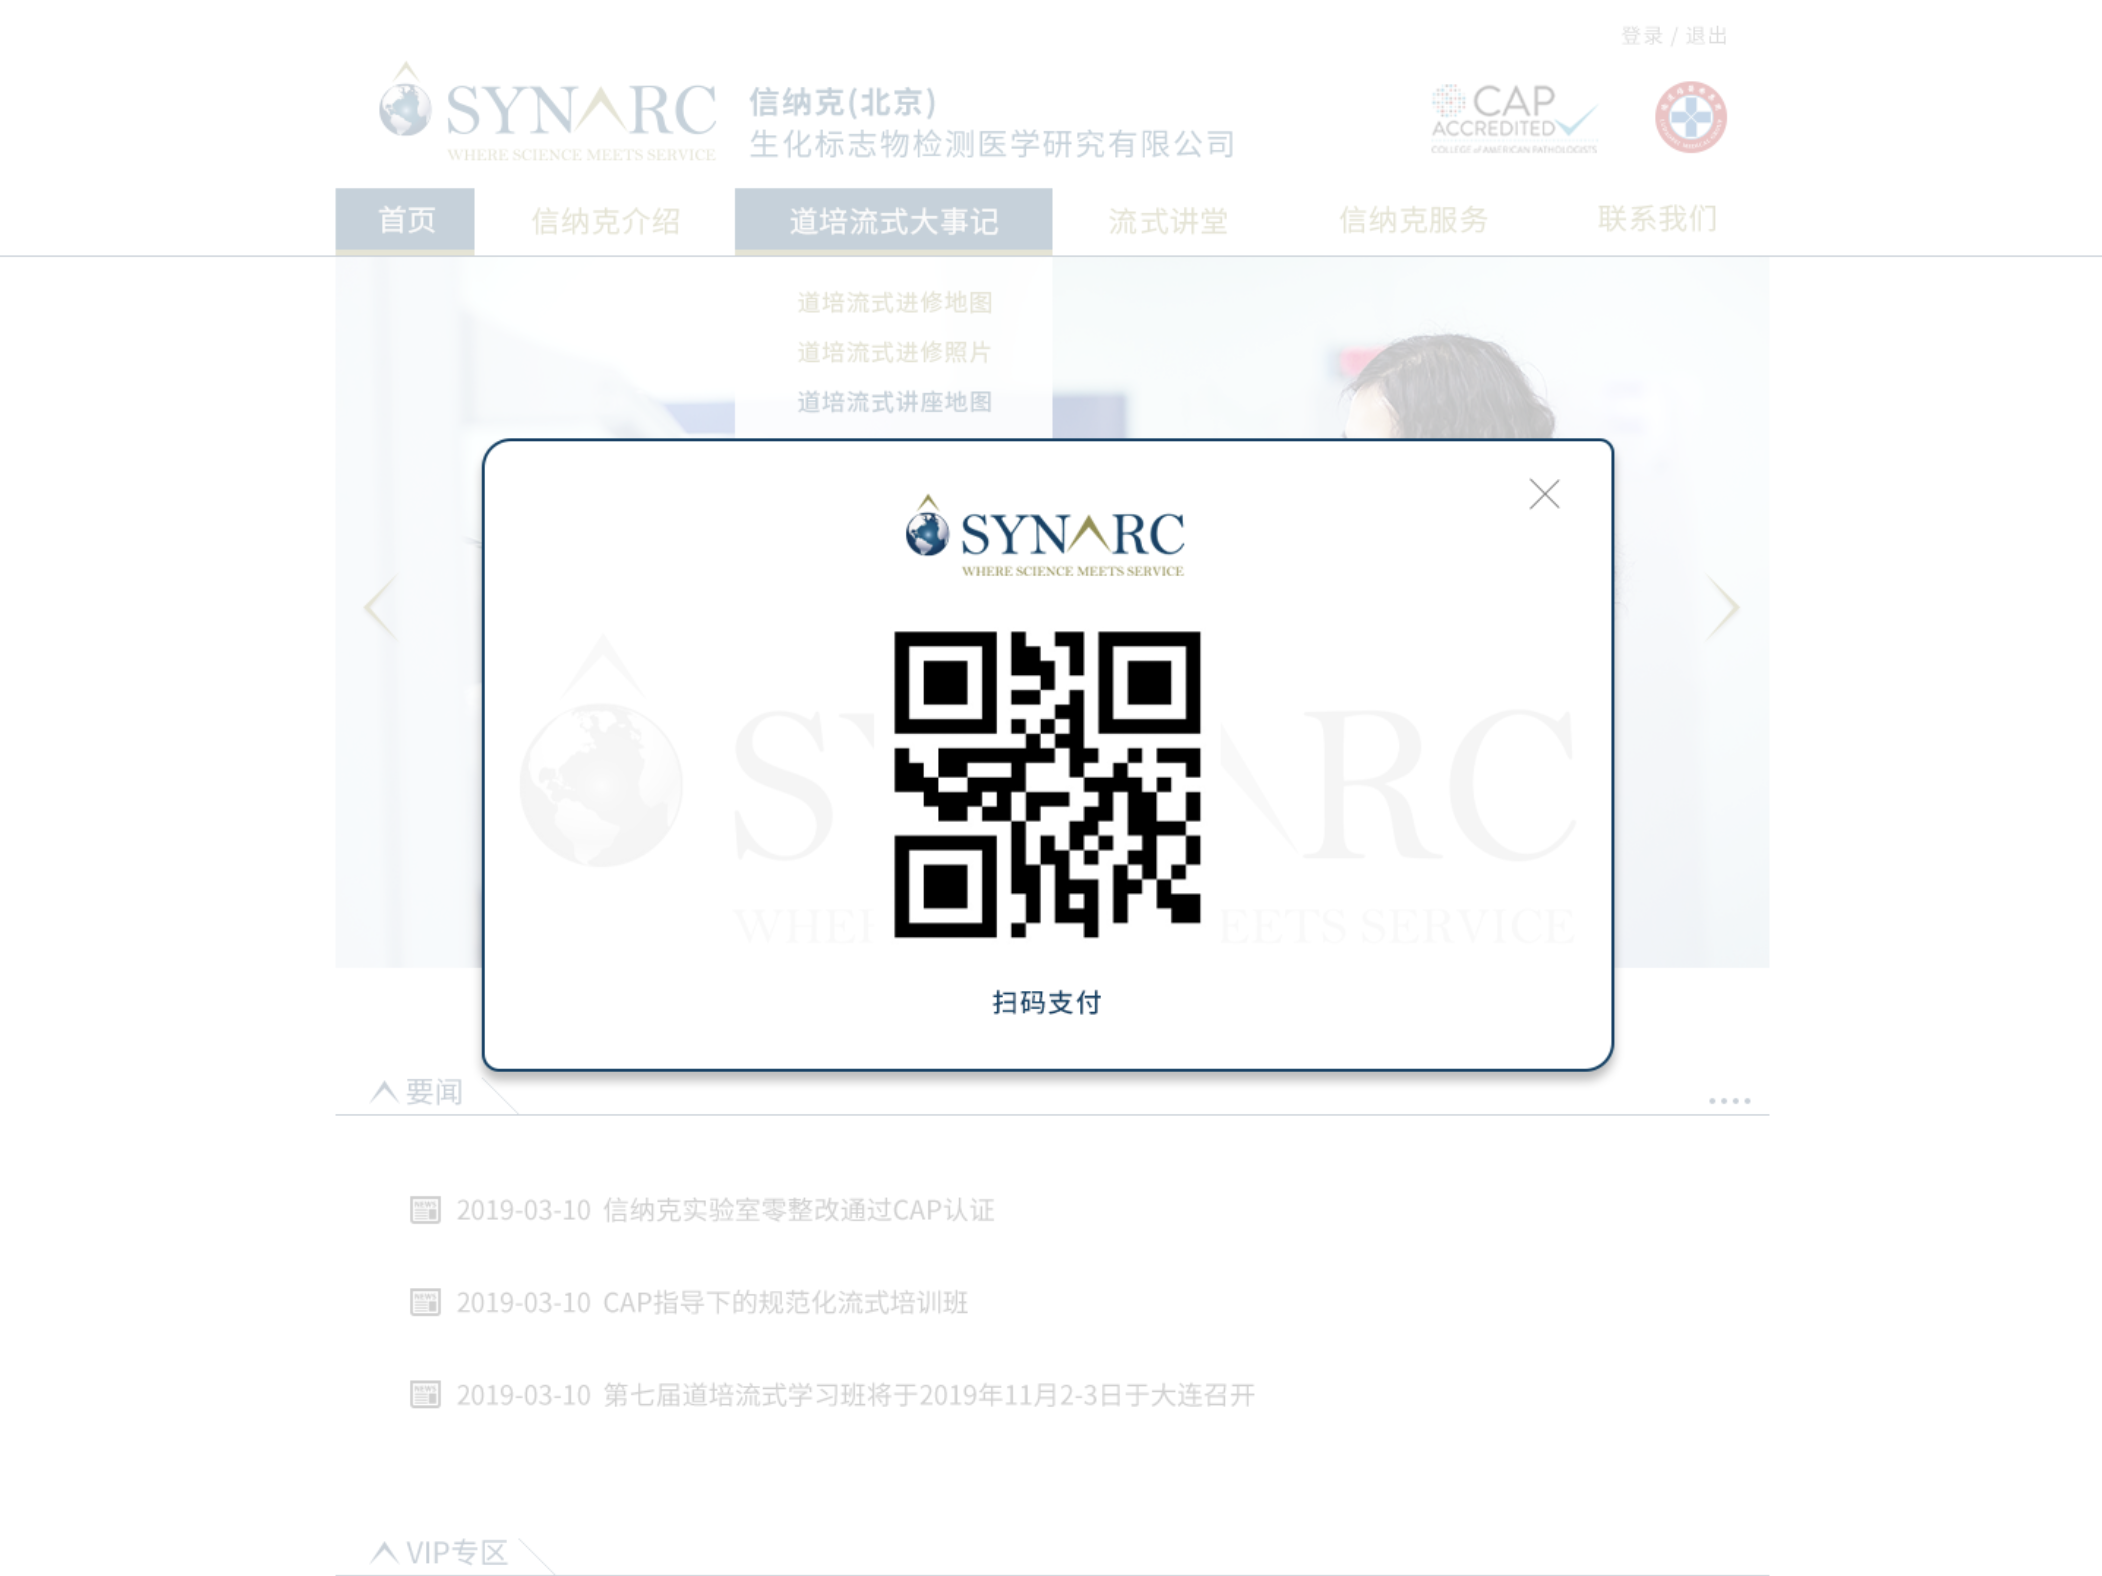 登录 / 退出
SYNARC
WHERE SCIENCE MEETS SERVICE
信纳克(北京)
生化标志物检测医学研究有限公司
CAP
ACCREDITED
COLLEGE of AMERICAN PATHOLOGISTS
首页
信纳克介绍
道培流式大事记
流式讲堂
信纳克服务
联系我们
道培流式进修地图
道培流式进修照片
道培流式讲座地图
SYNARC
WHERE SCIENCE MEETS SERVICE
扫码支付
要闻
NEWS
2019-03-10 信纳克实验室零整改通过CAP认证
NEWS
2019-03-10 CAP指导下的规范化流式培训班
NEWS
2019-03-10 第七届道培流式学习班将于2019年11月2-3日于大连召开
VIP专区